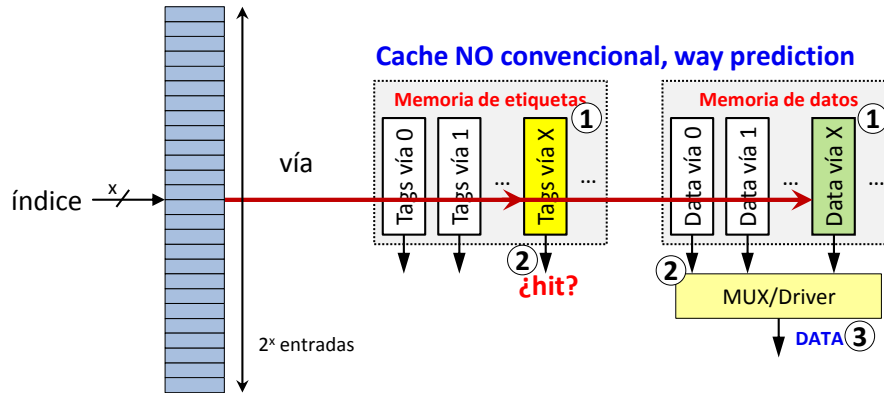 Cache NO convencional, way prediction
índice
x
2x entradas
vía
Memoria de etiquetas
1
Tags vía 0
Tags vía 1
...
Tags vía X
...
2
¿hit?
Memoria de datos
1
Data vía 0
Data vía 1
...
Data vía X
...
2
MUX/Driver
DATA 3